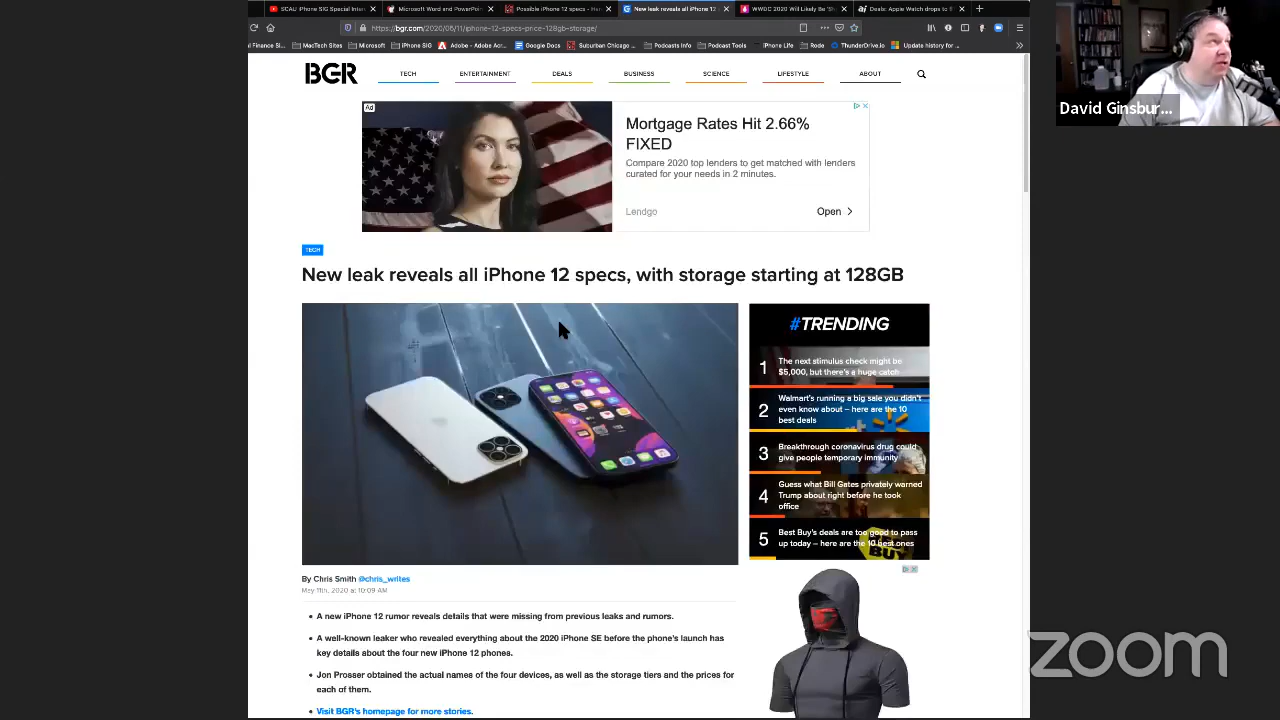 SCAU iPhone SIG Special Inter
Microsoft Word and PowerPoin
Possible iPhone 12 specs -
New leak reveals all iPhone 12
WWDC 2020 Will Likely Be
Deals: Apple Watch drops to
https://bgr.com/2020/05/11/iphone-12-specs-price-128gb-storage/
al Finance Si...
MacTech Sites
Microsoft
iPhone SIG
Adobe - Adobe Acr...
Google Docs
Suburban Chicago ...
Podcasts Info
Podcast Tools
iPhone Life
Rode
ThunderDrive.io
Update history for ...
David Ginsbur...
BGR
TECH
ENTERTAINMENT
DEALS
BUSINESS
SCIENCE
LIFESTYLE
ABOUT
Ad
Mortgage Rates Hit 2.66%
FIXED
Compare 2020 top lenders to get matched with lenders
curated for your needs in 2 minutes.
Lendgo
Open
TECH
New leak reveals all iPhone 12 specs, with storage starting at 128GB
#TRENDING
1
The next stimulus check might be
$5,000, but there's a huge catch
2
Walmart's running a big sale you didn't
even know about – here are the 10
best deals
3
Breakthrough coronavirus drug could
give people temporary immunity
4
Guess what Bill Gates privately warned
Trump about right before he took
office
5
Best Buy's deals are too good to pass
up today – here are the 10 best ones
By Chris Smith @chris_writes
May 11th, 2020 at 10:09 AM
• A new iPhone 12 rumor reveals details that were missing from previous leaks and rumors.
• A well-known leaker who revealed everything about the 2020 iPhone SE before the phone's launch has
key details about the four new iPhone 12 phones.
• Jon Prosser obtained the actual names of the four devices, as well as the storage tiers and the prices for
each of them.
• Visit BGR's homepage for more stories.
zoom